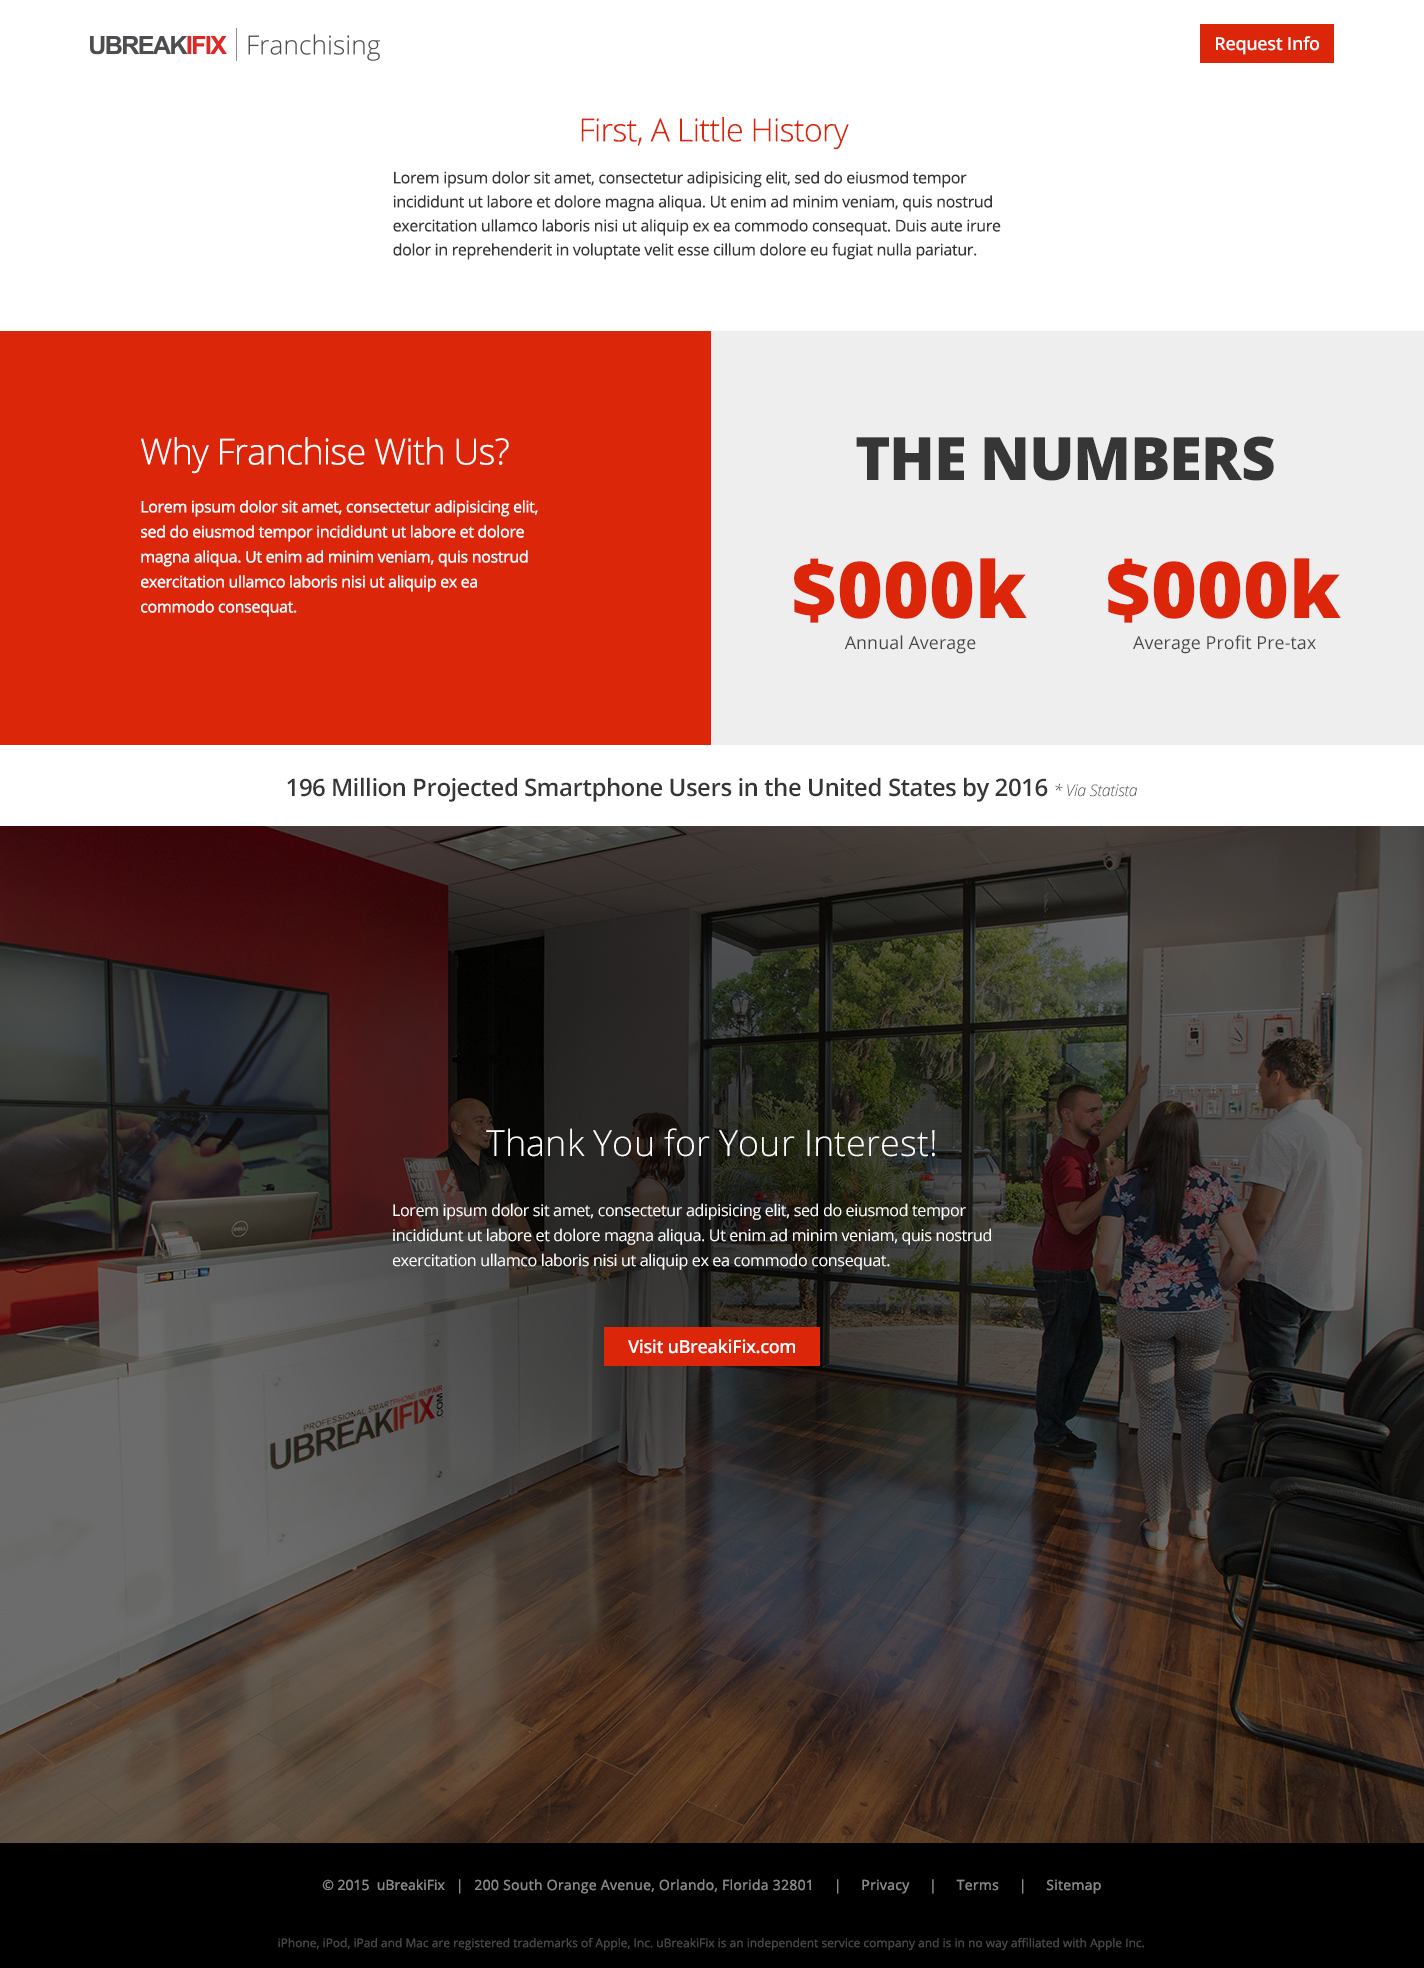 UBREAKIFIX | Franchising
Request Info
First, A Little History
Lorem ipsum dolor sit amet, consectetur adipisicing elit, sed do eiusmod tempor
incididunt ut labore et dolore magna aliqua. Ut enim ad minim veniam, quis nostrud
exercitation ullamco laboris nisi ut aliquip ex ea commodo consequat. Duis aute irure
dolor in reprehenderit in voluptate velit esse cillum dolore eu fugiat nulla pariatur.
Why Franchise With Us?
Lorem ipsum dolor sit amet, consectetur adipisicing elit,
sed do eiusmod tempor incididunt ut labore et dolore
magna aliqua. Ut enim ad minim veniam, quis nostrud
exercitation ullamco laboris nisi ut aliquip ex ea
commodo consequat.
THE NUMBERS
$000k
Annual Average
$000k
Average Profit Pre-tax
196 Million Projected Smartphone Users in the United States by 2016 * Via Statista
Thank You for Your Interest!
HONESTY
YOU
Lorem ipsum dolor sit amet, consectetur adipisicing elit, sed do eiusmod tempor
incididunt ut labore et dolore magna aliqua. Ut enim ad minim veniam, quis nostrud
exercitation ullamco laboris nisi ut aliquip ex ea commodo consequat.
DELL
Visit uBreakiFix.com
PROFESSIONAL SMARTPHONE REPAIR
UBREAKIFIX.COM
© 2015 uBreakiFix | 200 South Orange Avenue, Orlando, Florida 32801 | Privacy | Terms | Sitemap
iPhone, iPod, iPad and Mac are registered trademarks of Apple, Inc. uBreakiFix is an independent service company and is in no way affiliated with Apple Inc.